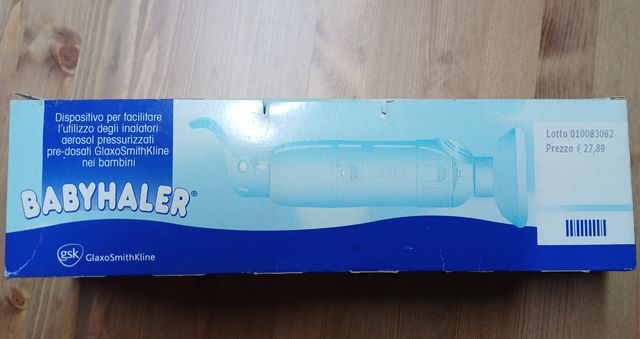 Dispositivo per facilitare
l'utilizzo degli inalatori
aerosol pressurizzati
pre-dosati GlaxoSmithKline
nei bambini
BABYHALER®
gsk GlaxoSmithKline
Lotto 010083062
Prezzo € 27,89